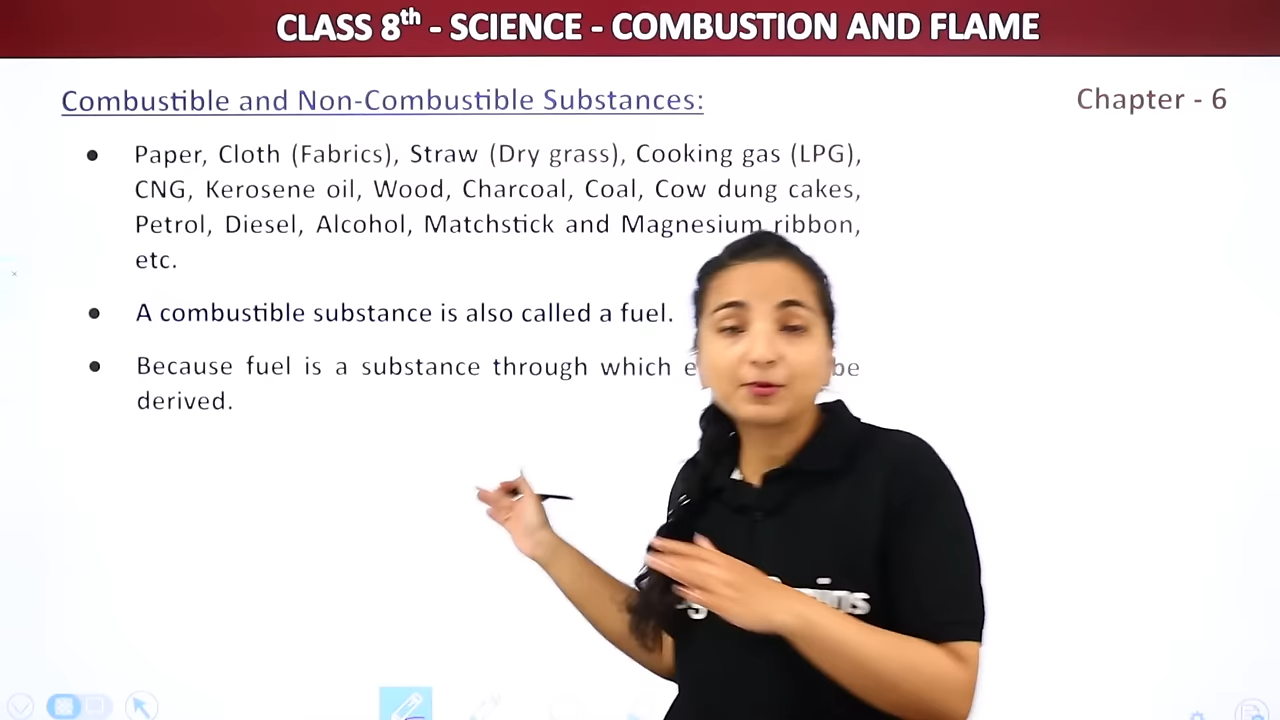 CLASS 8th - SCIENCE - COMBUSTION AND FLAME
Combustible and Non-Combustible Substances:
Chapter - 6
● Paper, Cloth (Fabrics), Straw (Dry grass), Cooking gas (LPG),
CNG, Kerosene oil, Wood, Charcoal, Coal, Cow dung cakes,
Petrol, Diesel, Alcohol, Matchstick and Magnesium ribbon,
etc.
● A combustible substance is also called a fuel.
● Because fuel is a substance through which be
derived.